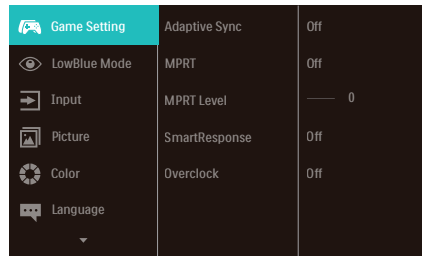 Game Setting Adaptive Sync Off
LowBlue Mode MPRT Off
Input MPRT Level 0
Picture SmartResponse Off
Color Overclock Off
Language